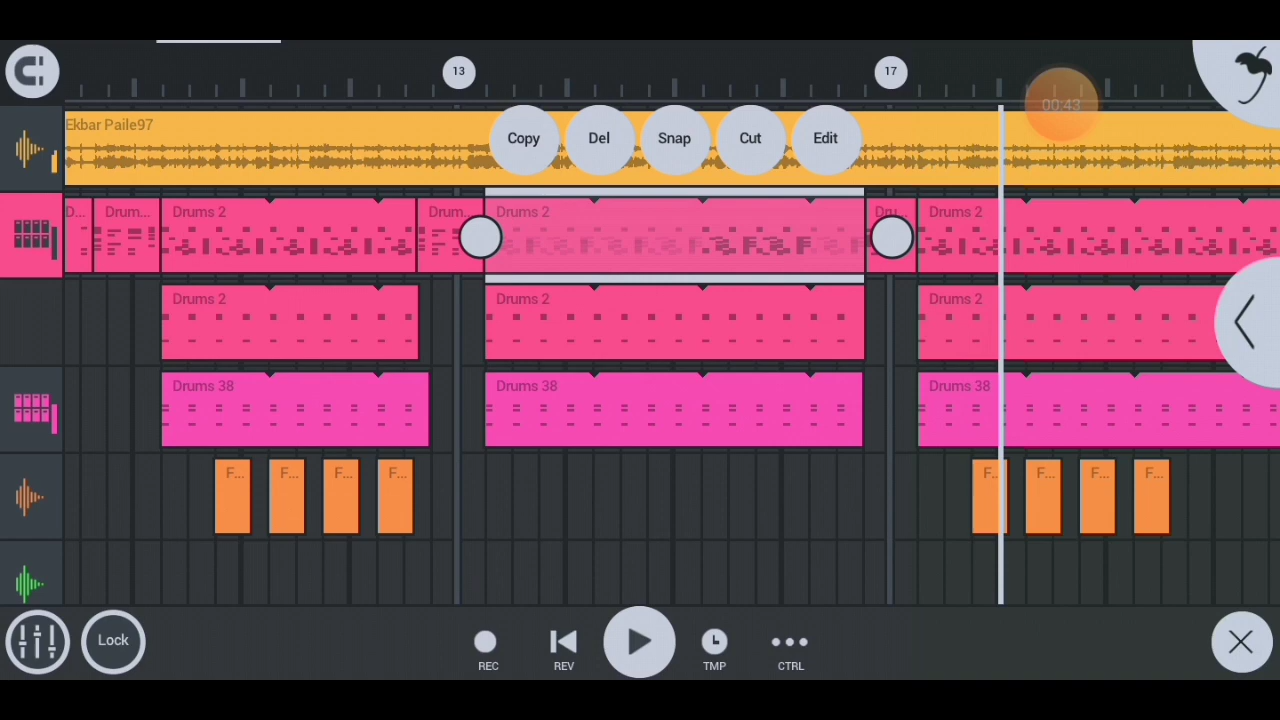 13
17
00:43
Ekbar Paile97
Copy
Del
Snap
Cut
Edit
D...
Drum...
Drums 2
Drum...
Drums 2
Dru...
Drums 2
Drums 2
Drums 2
Drums 2
Drums 38
Drums 38
Drums 38
F...
F...
F...
F...
F...
F...
F...
F...
Lock
REC
REV
TMP
CTRL